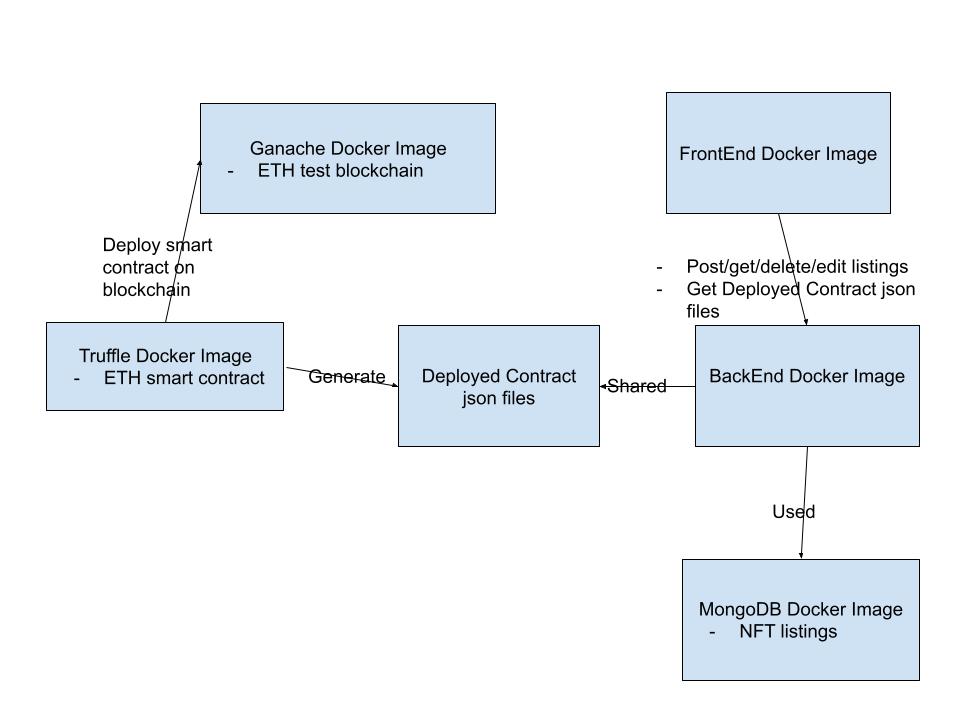 Ganache Docker Image
- ETH test blockchain
FrontEnd Docker Image
Deploy smart
contract on
blockchain
- Post/get/delete/edit listings
- Get Deployed Contract json
files
Truffle Docker Image
- ETH smart contract
Generate
Deployed Contract
json files
Shared
BackEnd Docker Image
Used
MongoDB Docker Image
- NFT listings